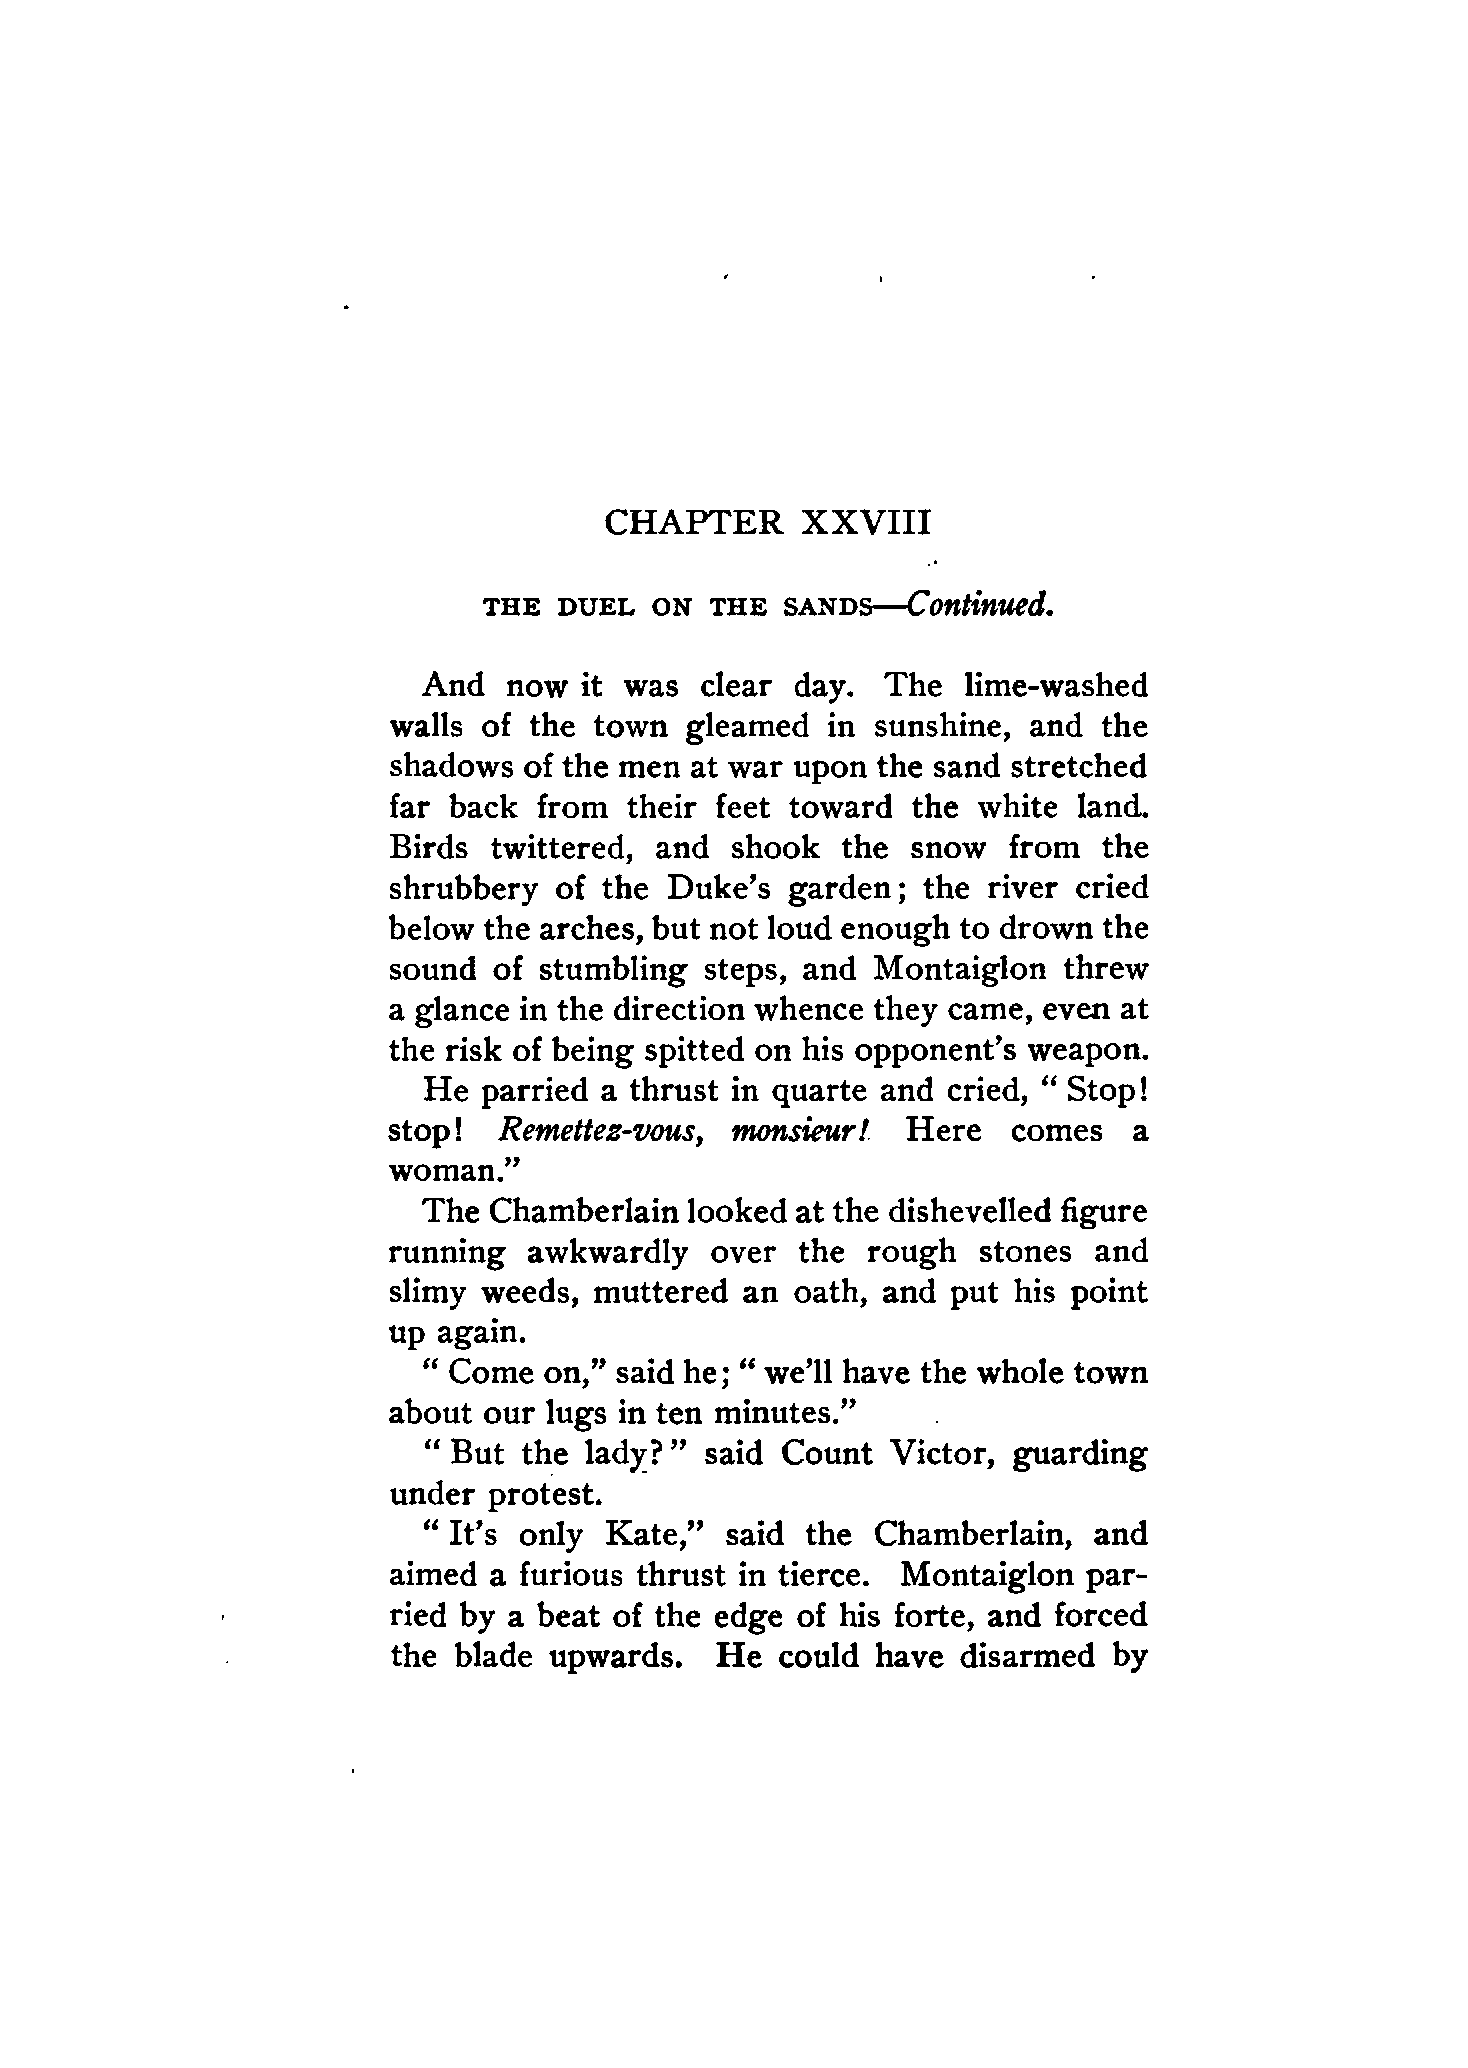 CHAPTER XXVIII
THE DUEL ON THE SANDS—Continued.
And now it was clear day. The lime-washed
walls of the town gleamed in sunshine, and the
shadows of the men at war upon the sand stretched
far back from their feet toward the white land.
Birds twittered, and shook the snow from the
shrubbery of the Duke's garden; the river cried
below the arches, but not loud enough to drown the
sound of stumbling steps, and Montaiglon threw
a glance in the direction whence they came, even at
the risk of being spitted on his opponent's weapon.
He parried a thrust in quarte and cried, “ Stop!
stop! Remettez-vous, monsieur! Here comes a
woman.”
The Chamberlain looked at the dishevelled figure
running awkwardly over the rough stones and
slimy weeds, muttered an oath, and put his point
up again.
“ Come on,” said he; “ we'll have the whole town
about our lugs in ten minutes.”
“ But the lady?” said Count Victor, guarding
under protest.
“ It's only Kate,” said the Chamberlain, and
aimed a furious thrust in tierce. Montaiglon par-
ried by a beat of the edge of his forte, and forced
the blade upwards. He could have disarmed by